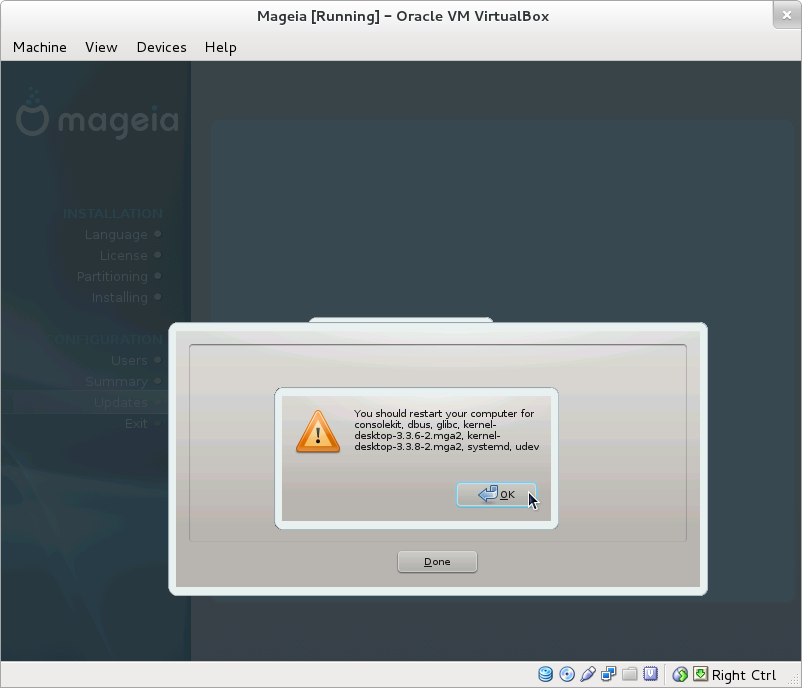 Mageia [Running] – Oracle VM VirtualBox
Machine View Devices Help
mageia
INSTALLATION
Language
License
Partitioning
Installing
CONFIGURATION
Users
Summary
Updates
Exit
You should restart your computer for
consolekit, dbus, glibc, kernel-
desktop-3.3.6-2.mga2, kernel-
desktop-3.3.8-2.mga2, systemd, udev
OK
Done
Right Ctrl